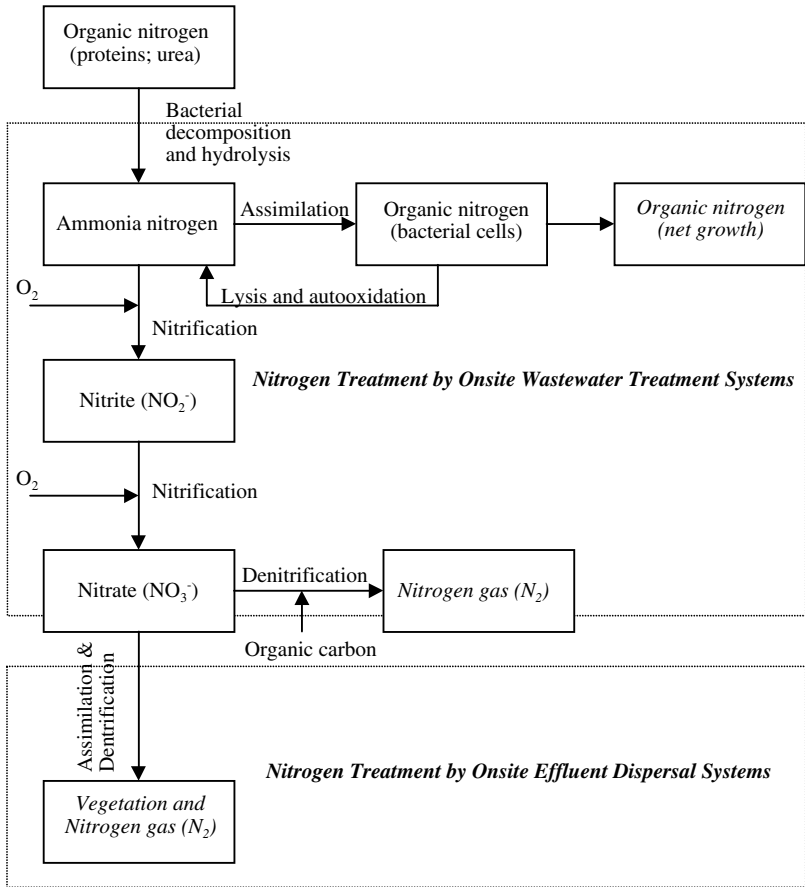 Organic nitrogen
(proteins; urea)
Bacterial
decomposition
and hydrolysis
Ammonia nitrogen
Assimilation
Organic nitrogen
(bacterial cells)
Organic nitrogen
(net growth)
O₂
Lysis and autooxidation
Nitrification
Nitrogen Treatment by Onsite Wastewater Treatment Systems
Nitrite (NO₂⁻)
O₂
Nitrification
Nitrate (NO₃⁻)
Denitrification
Nitrogen gas (N₂)
Organic carbon
Assimilation &
Dentrification
Nitrogen Treatment by Onsite Effluent Dispersal Systems
Vegetation and
Nitrogen gas (N₂)